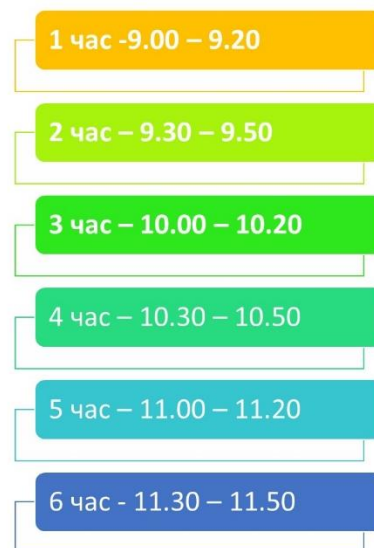 1 час -9.00 – 9.20
2 час – 9.30 – 9.50
3 час – 10.00 – 10.20
4 час – 10.30 – 10.50
5 час – 11.00 – 11.20
6 час - 11.30 – 11.50